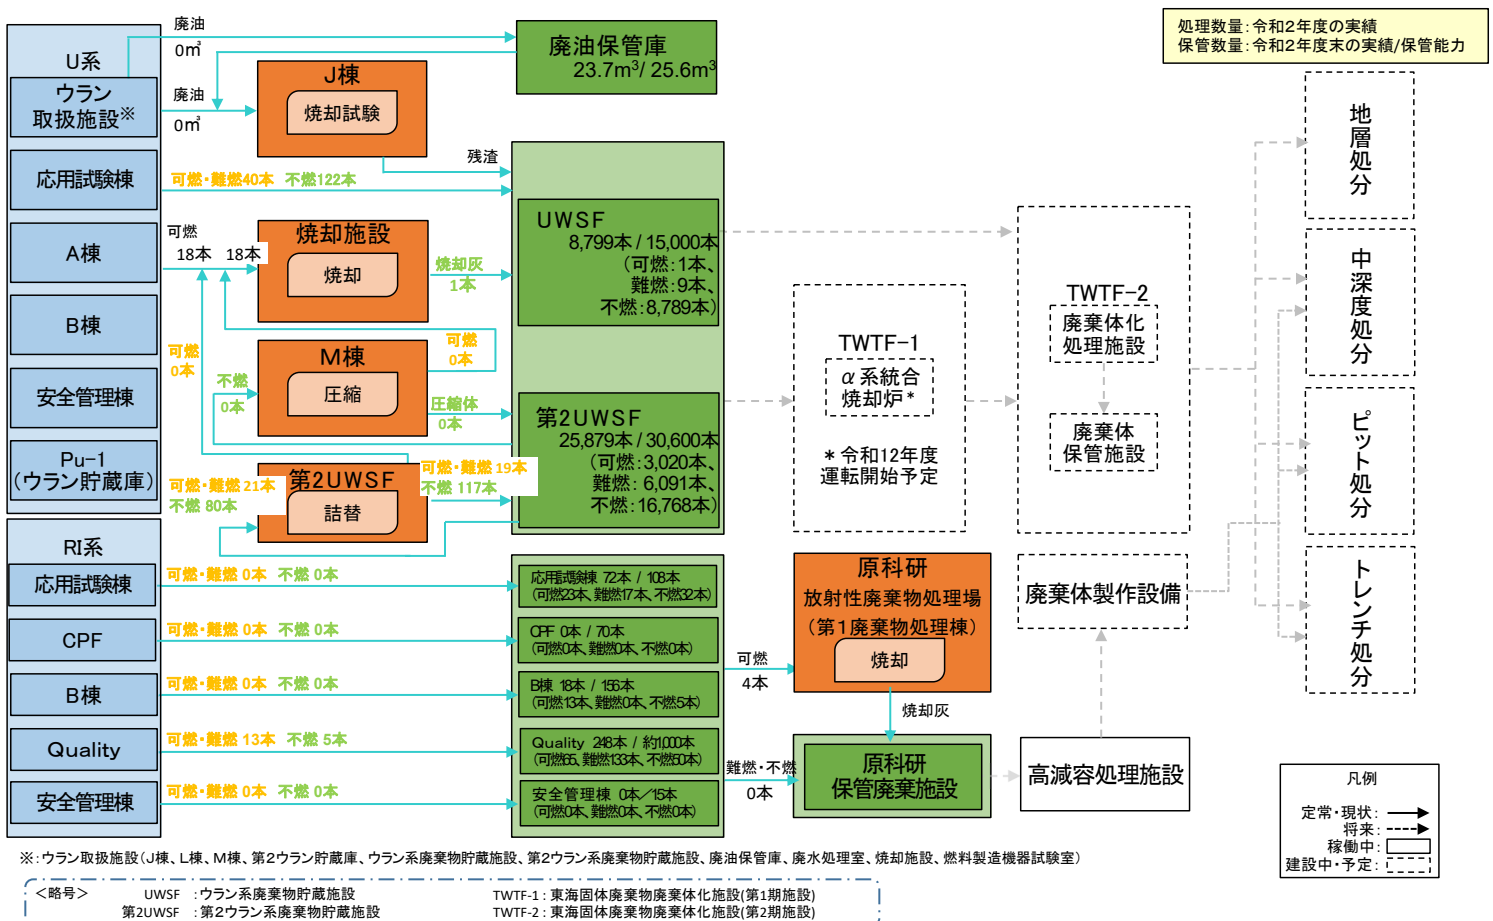 処理数量：令和２年度の実績
保管数量：令和２年度末の実績/保管能力
U系
ウラン
取扱施設※
応用試験棟
A棟
B棟
安全管理棟
Pu-1
(ウラン貯蔵庫)
RI系
応用試験棟
CPF
B棟
Quality
安全管理棟
廃油
0㎥
廃油
0㎥
廃油保管庫
23.7m³/ 25.6m³
J棟
焼却試験
残渣
可燃・難燃40本 不燃122本
可燃
18本 18本
焼却施設
焼却
焼却灰
1本
可燃
0本
可燃
0本
不燃
0本
M棟
圧縮
圧縮体
0本
可燃・難燃 21本
不燃 80本
第2UWSF
詰替
可燃・難燃 19本
不燃 117本
UWSF
8,799本 / 15,000本
(可燃：1本、
難燃：9本、
不燃：8,789本)
第2UWSF
25,879本 / 30,600本
(可燃：3,020本、
難燃：6,091本、
不燃：16,768本)
TWTF-1
α系統合
焼却炉*
＊令和12年度
運転開始予定
TWTF-2
廃棄体化
処理施設
廃棄体
保管施設
地層処分
中深度処分
ピット処分
トレンチ処分
可燃・難燃 0本 不燃 0本
可燃・難燃 0本 不燃 0本
可燃・難燃 0本 不燃 0本
可燃・難燃 13本 不燃 5本
可燃・難燃 0本 不燃 0本
応用試験棟 72本 / 108本
(可燃23本、難燃17本、不燃32本)
CPF 0本 / 70本
(可燃0本、難燃0本、不燃0本)
B棟 18本 / 156本
(可燃13本、難燃0本、不燃5本)
Quality 248本 / 約1,000本
(可燃65、難燃133本、不燃50本)
安全管理棟 0本／15本
(可燃0本、難燃0本、不燃0本)
可燃
4本
難燃・不燃
0本
原科研
放射性廃棄物処理場
(第１廃棄物処理棟)
焼却
焼却灰
原科研
保管廃棄施設
廃棄体製作設備
高減容処理施設
凡例
定常・現状：
将来：
稼働中：
建設中・予定：
※：ウラン取扱施設（J棟、L棟、M棟、第２ウラン貯蔵庫、ウラン系廃棄物貯蔵施設、第２ウラン系廃棄物貯蔵施設、廃油保管庫、廃水処理室、焼却施設、燃料製造機器試験室）
＜略号＞ UWSF ：ウラン系廃棄物貯蔵施設 TWTF-1：東海固体廃棄物廃棄体化施設(第1期施設)
第2UWSF ：第２ウラン系廃棄物貯蔵施設 TWTF-2：東海固体廃棄物廃棄体化施設(第２期施設)